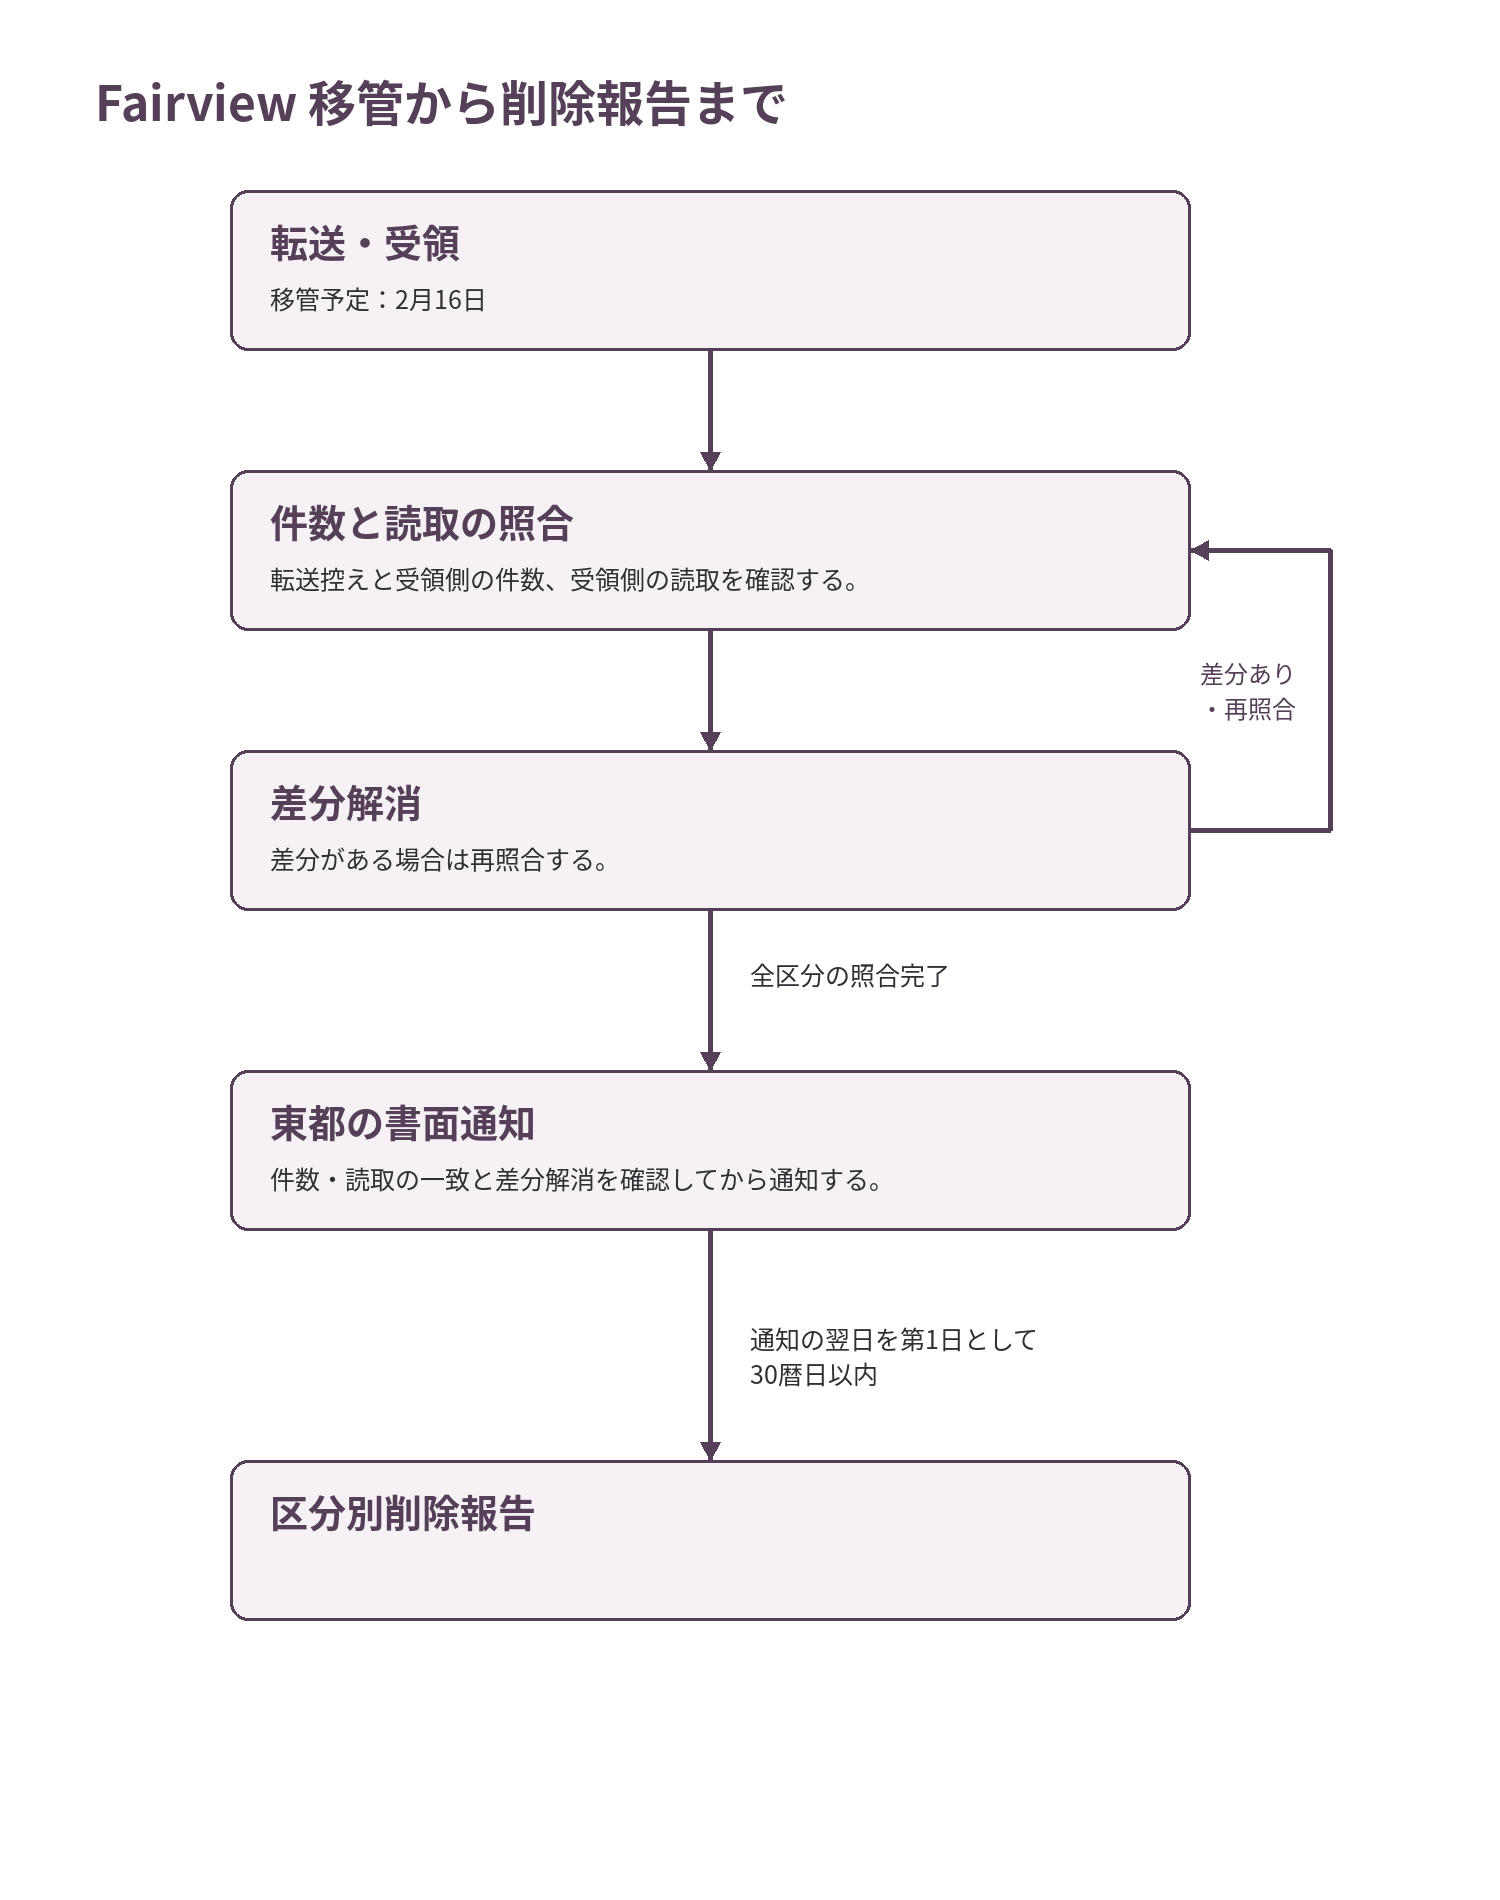 Fairview 移管から削除報告まで
転送・受領
移管予定：2月16日
件数と読取の照合
転送控えと受領側の件数、受領側の読取を確認する。
差分あり
・再照合
差分解消
差分がある場合は再照合する。
全区分の照合完了
東都の書面通知
件数・読取の一致と差分解消を確認してから通知する。
通知の翌日を第1日として
30暦日以内
区分別削除報告